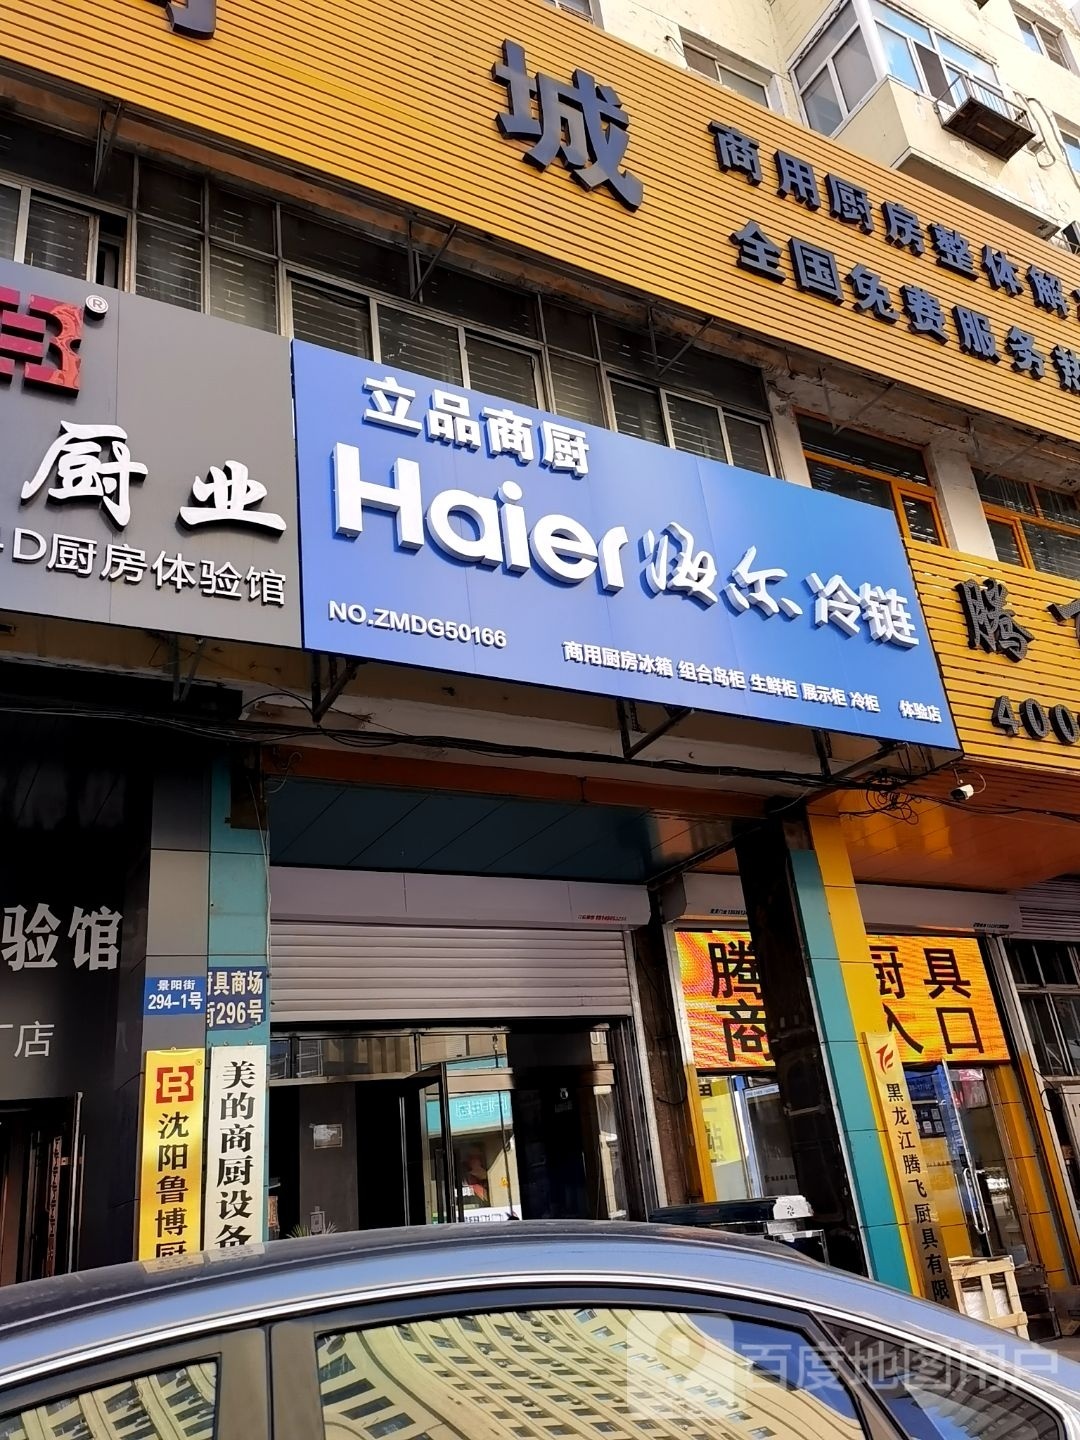 城
商用厨房整体解
全国免费服务热
®
厨业
D厨房体验馆
立品商厨
Haier 海尔 冷链
NO.ZMDG50166
商用厨房冰箱 组合岛柜 生鲜柜 展示柜 冷柜 体验店
腾
400
验馆
店
景阳街
294-1号
厨具商场
街296号
沈阳鲁博厨
美的商厨设备
腾 厨具
商 入口
黑龙江腾飞厨具有限
百度地图用户